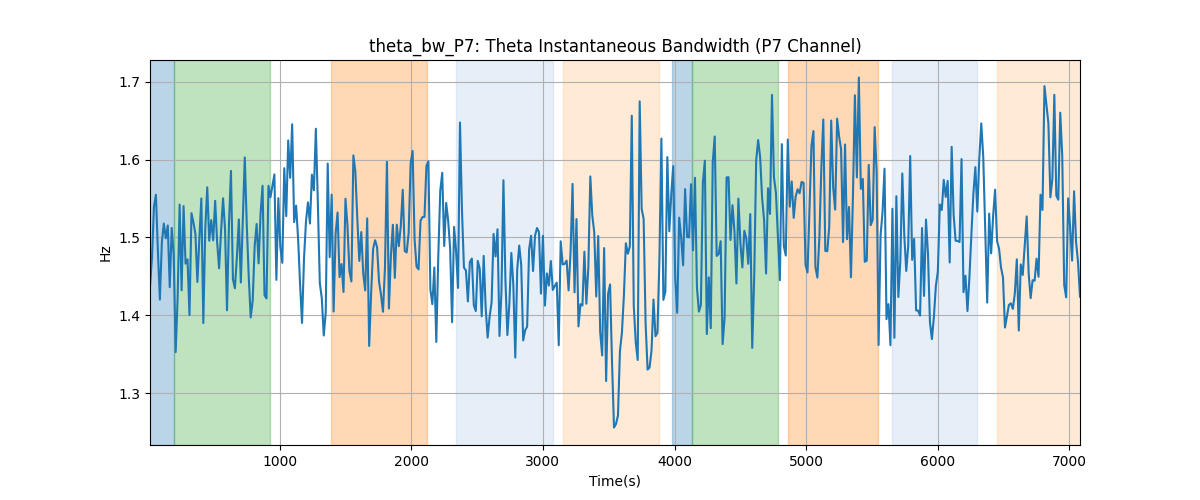 theta_bw_P7: Theta Instantaneous Bandwidth (P7 Channel)
Hz
1.7
1.6
1.5
1.4
1.3
1000 2000 3000 4000 5000 6000 7000
Time(s)